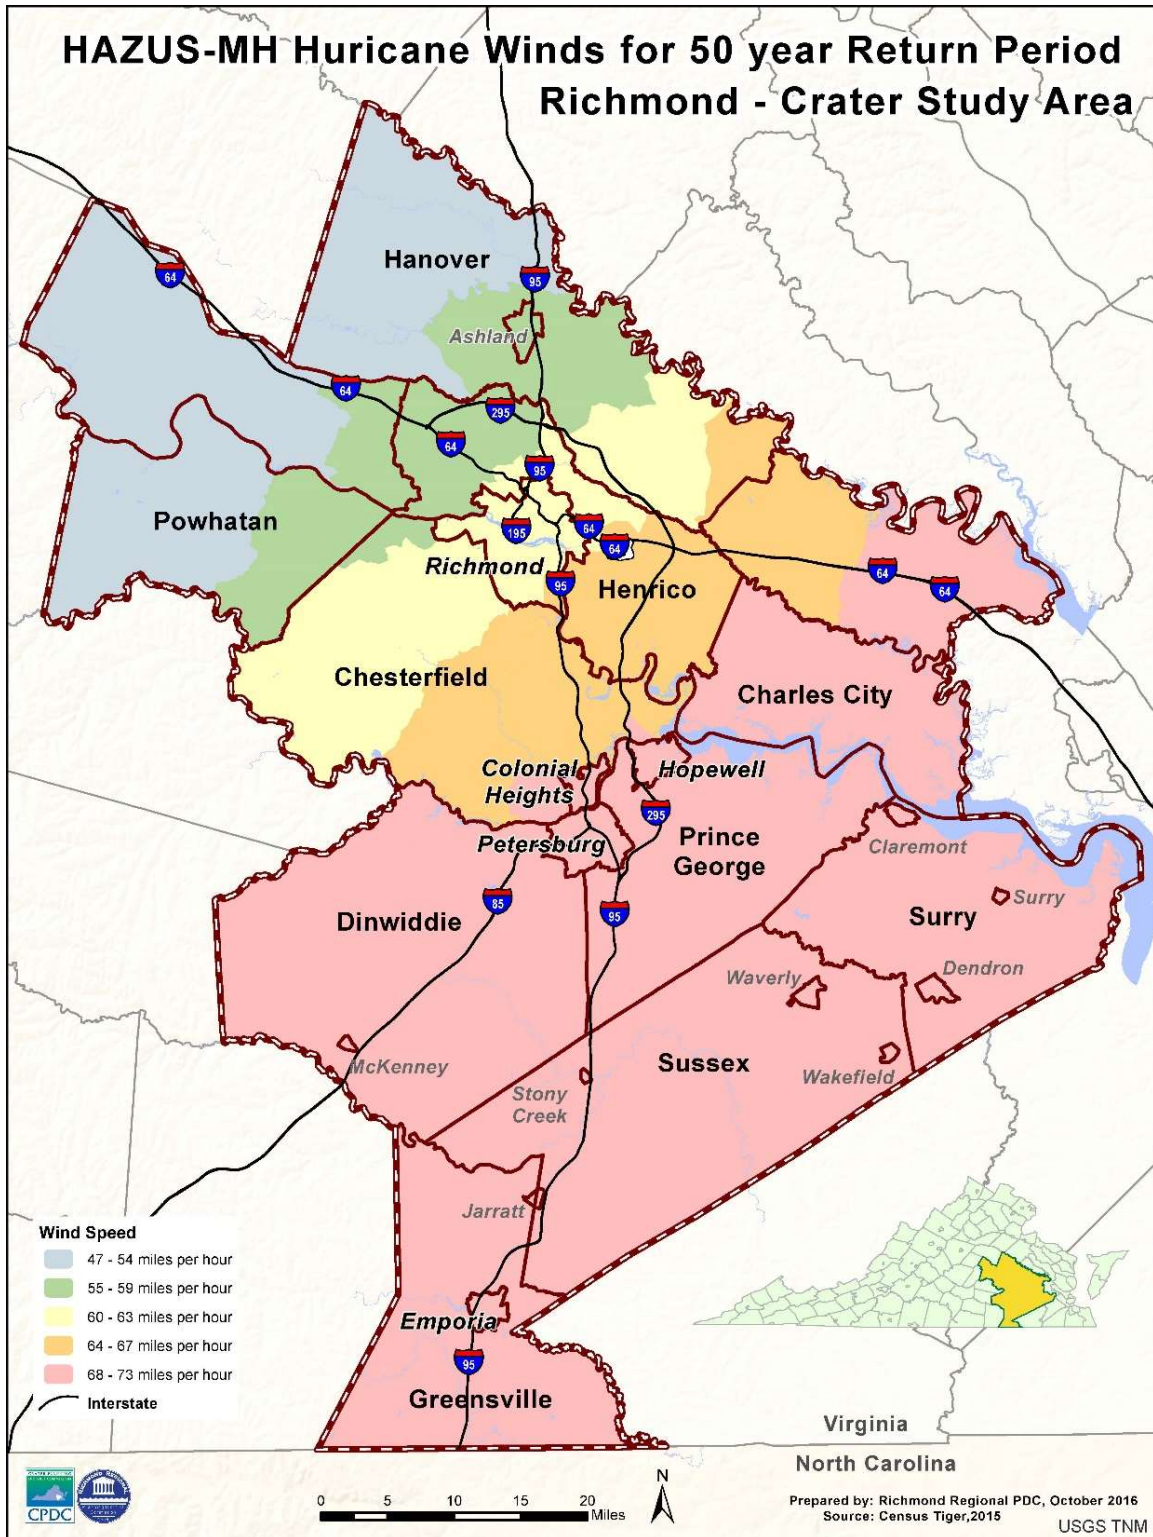 HAZUS-MH Huricane Winds for 50 year Return Period
Richmond - Crater Study Area
Hanover
64
95
Ashland
64
295
64
95
Powhatan
195
64
64
Richmond
95
Henrico
64
64
Chesterfield
Charles City
Colonial
Heights
Hopewell
295
Petersburg
Prince
George
Claremont
85
Dinwiddie
95
Surry
Surry
Waverly
Dendron
McKenney
Sussex
Wakefield
Stony
Creek
Jarratt
Wind Speed
47 - 54 miles per hour
55 - 59 miles per hour
60 - 63 miles per hour
64 - 67 miles per hour
68 - 73 miles per hour
Interstate
Emporia
95
Greensville
Virginia
North Carolina
CPDC
0 5 10 15 20
Miles
N
Prepared by: Richmond Regional PDC, October 2016
Source: Census Tiger,2015
USGS TNM